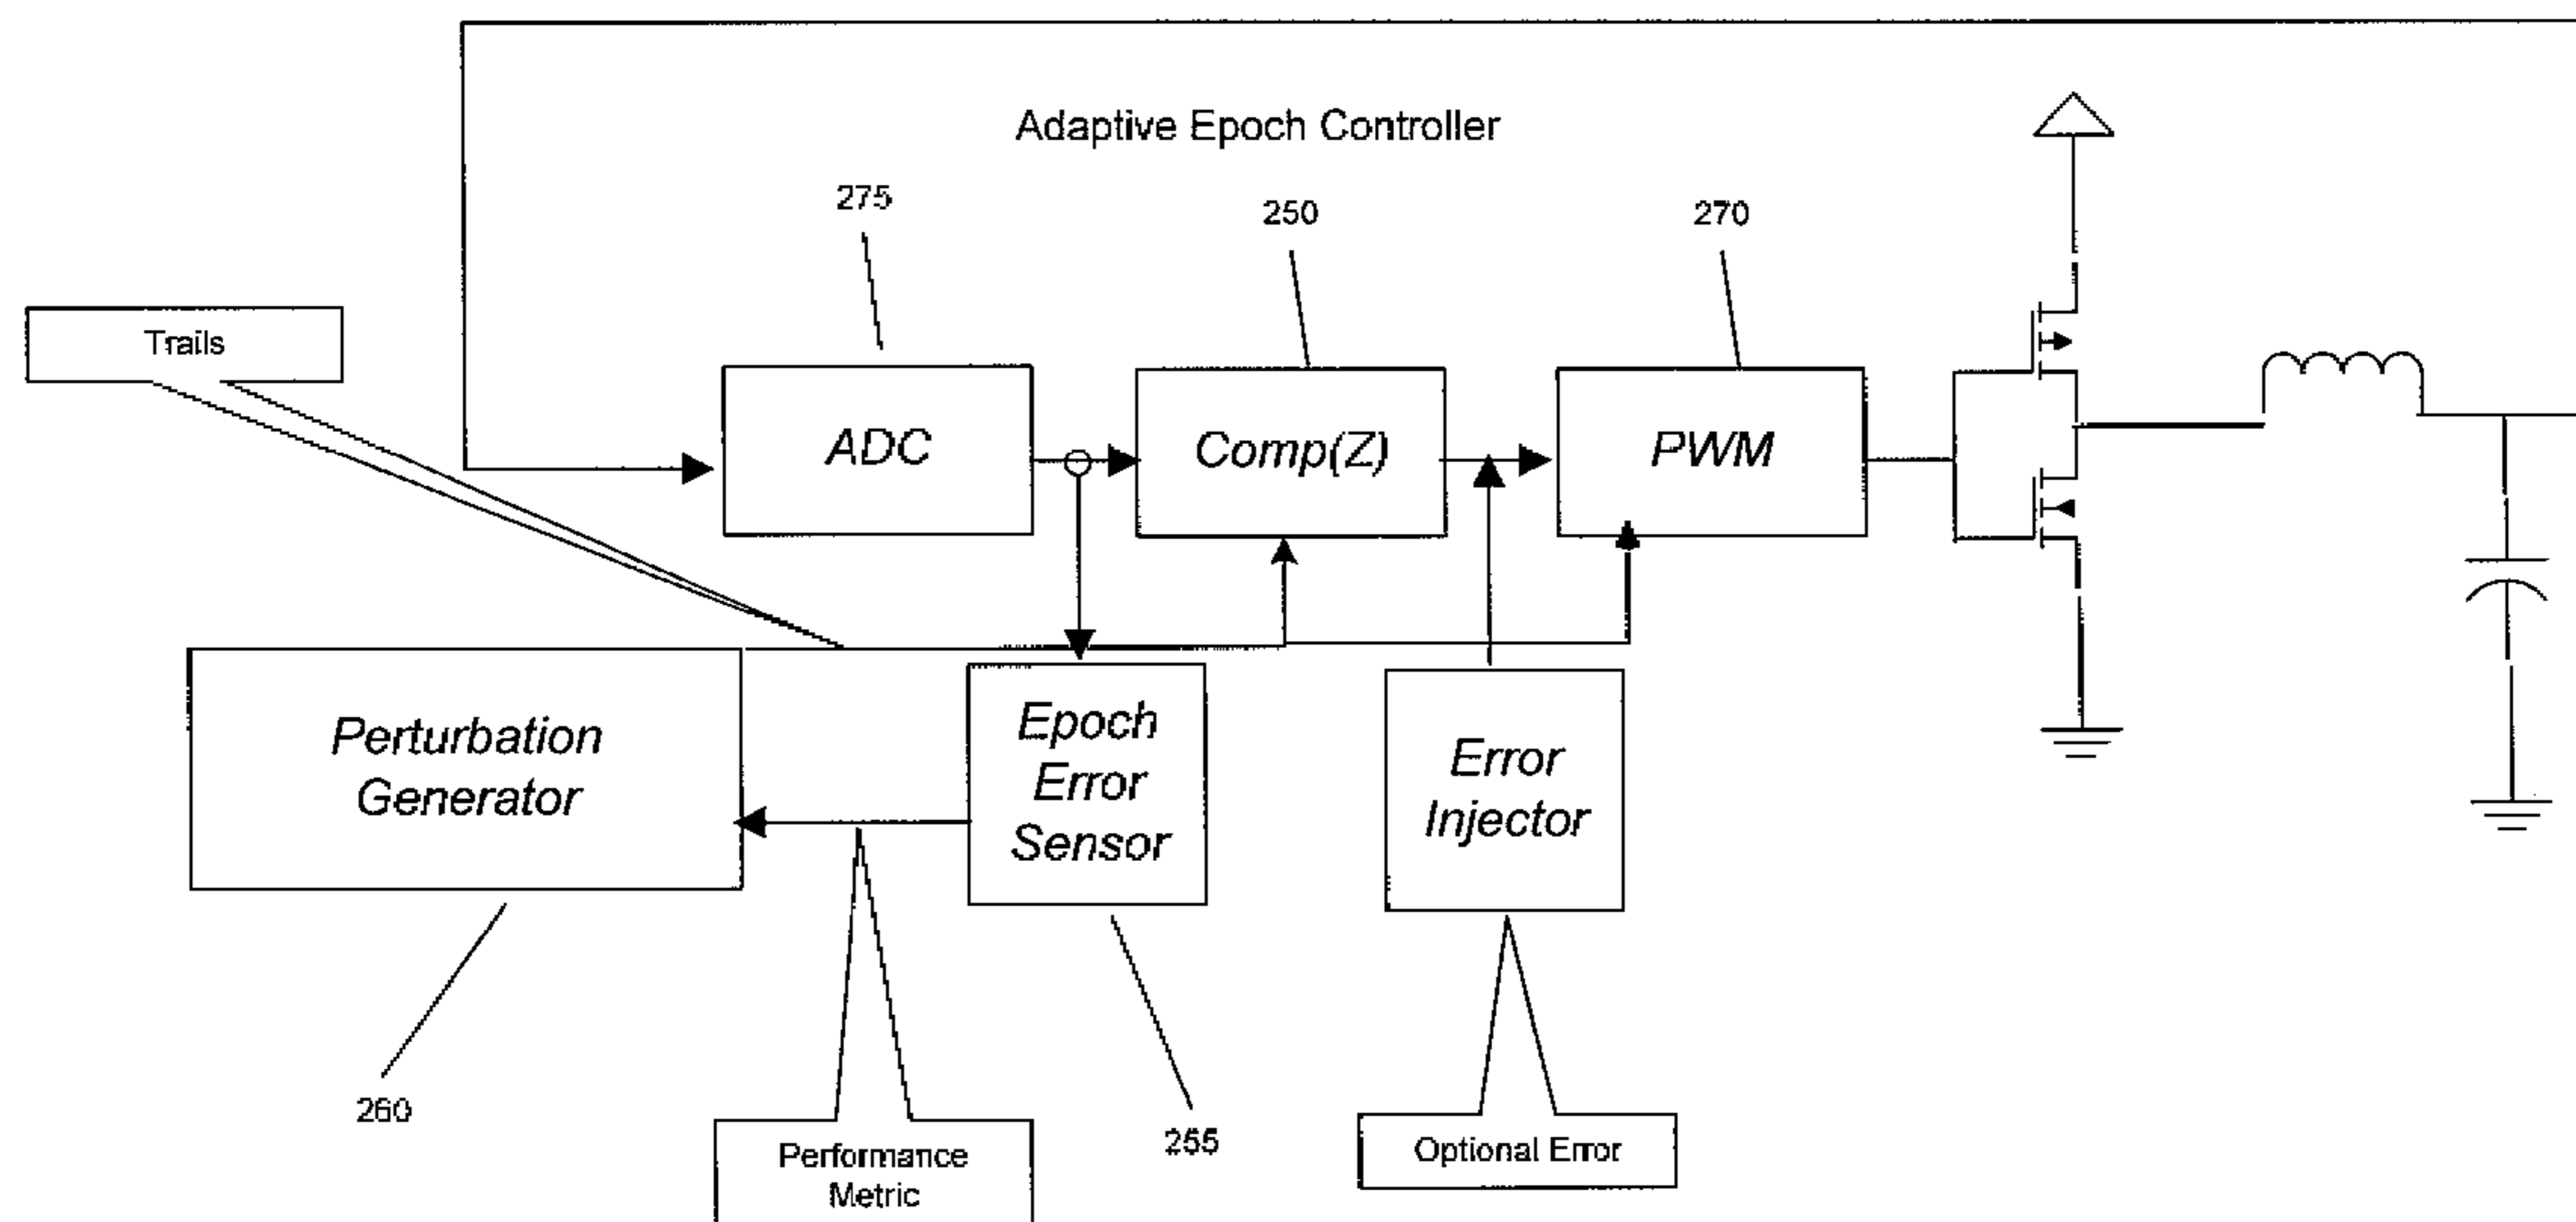 Adaptive Epoch Controller
275
250
270
Trails
ADC
Comp(Z)
PWM
Perturbation
Generator
Epoch
Error
Sensor
Error
Injector
260
255
Performance
Metric
Optional Error